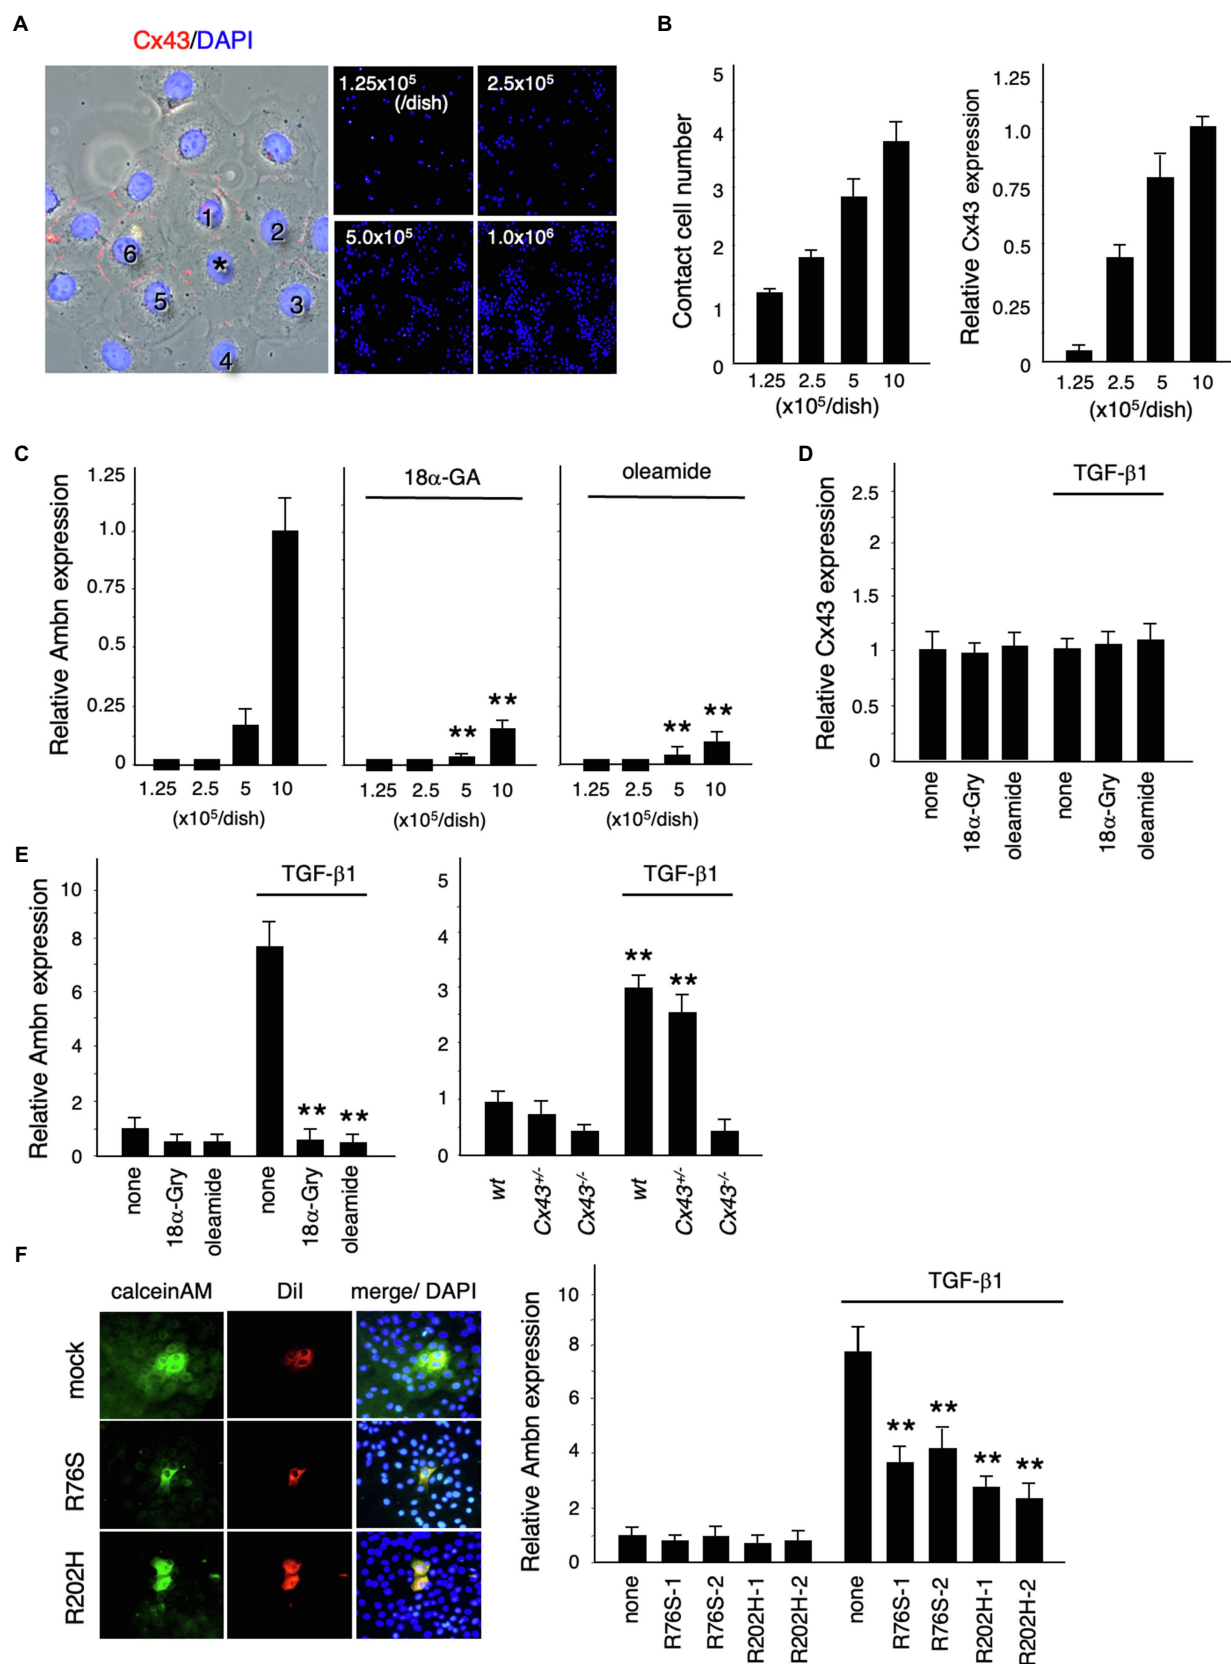 A
Cx43/DAPI
1
2
*
6
5
3
4
1.25x10⁵
(/dish)
2.5x10⁵
5.0x10⁵
1.0x10⁶
B
Contact cell number
5
4
3
2
1
0
1.25 2.5 5 10
(x10⁵/dish)
Relative Cx43 expression
1.25
1.0
0.75
0.5
0.25
0
1.25 2.5 5 10
(x10⁵/dish)
C
Relative Ambn expression
1.25
1.0
0.75
0.5
0.25
0
1.25 2.5 5 10
(x10⁵/dish)
18α-GA
** **
1.25 2.5 5 10
(x10⁵/dish)
oleamide
** **
1.25 2.5 5 10
(x10⁵/dish)
D
Relative Cx43 expression
2.5
2
1.5
1
0.5
0
TGF-β1
none
18α-Gry
oleamide
none
18α-Gry
oleamide
E
Relative Ambn expression
10
8
6
4
2
0
TGF-β1
** **
none
18α-Gry
oleamide
none
18α-Gry
oleamide
5
4
3
2
1
0
TGF-β1
** **
wt
Cx43+/-
Cx43-/-
wt
Cx43+/-
Cx43-/-
F
calceinAM DiI merge/ DAPI
mock
R76S
R202H
Relative Ambn expression
10
8
6
4
2
0
TGF-β1
** ** ** **
none
R76S-1
R76S-2
R202H-1
R202H-2
none
R76S-1
R76S-2
R202H-1
R202H-2